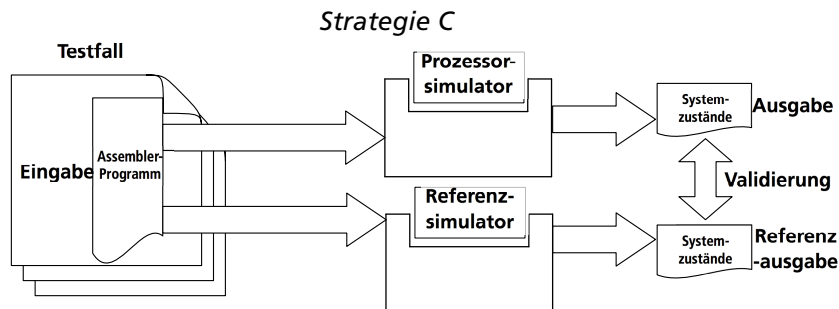 Strategie C
Testfall
Eingabe
Assembler-
Programm
Prozessor-
simulator
System-
zustände
Ausgabe
Validierung
Referenz-
simulator
System-
zustände
Referenz
-ausgabe